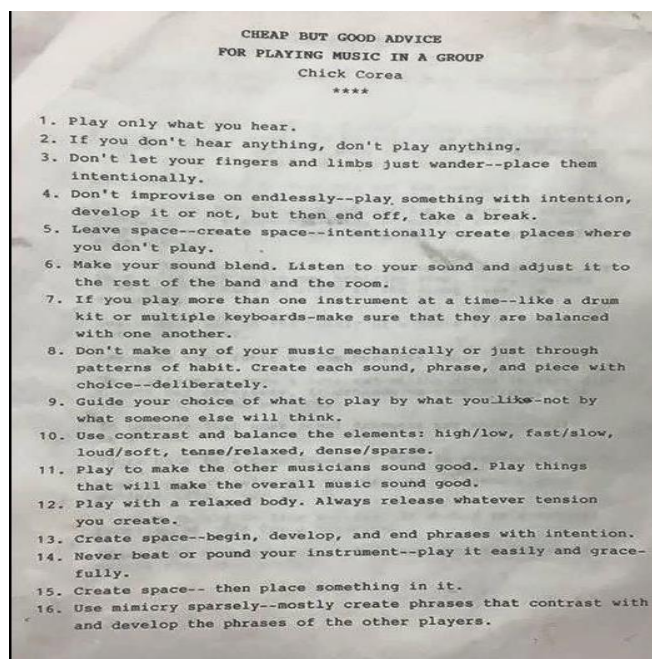 CHEAP BUT GOOD ADVICE
FOR PLAYING MUSIC IN A GROUP
Chick Corea
****
1. Play only what you hear.
2. If you don't hear anything, don't play anything.
3. Don't let your fingers and limbs just wander--place them
intentionally.
4. Don't improvise on endlessly--play something with intention,
develop it or not, but then end off, take a break.
5. Leave space--create space--intentionally create places where
you don't play.
6. Make your sound blend. Listen to your sound and adjust it to
the rest of the band and the room.
7. If you play more than one instrument at a time--like a drum
kit or multiple keyboards-make sure that they are balanced
with one another.
8. Don't make any of your music mechanically or just through
patterns of habit. Create each sound, phrase, and piece with
choice--deliberately.
9. Guide your choice of what to play by what you like-not by
what someone else will think.
10. Use contrast and balance the elements: high/low, fast/slow,
loud/soft, tense/relaxed, dense/sparse.
11. Play to make the other musicians sound good. Play things
that will make the overall music sound good.
12. Play with a relaxed body. Always release whatever tension
you create.
13. Create space--begin, develop, and end phrases with intention.
14. Never beat or pound your instrument--play it easily and grace-
fully.
15. Create space-- then place something in it.
16. Use mimicry sparsely--mostly create phrases that contrast with
and develop the phrases of the other players.